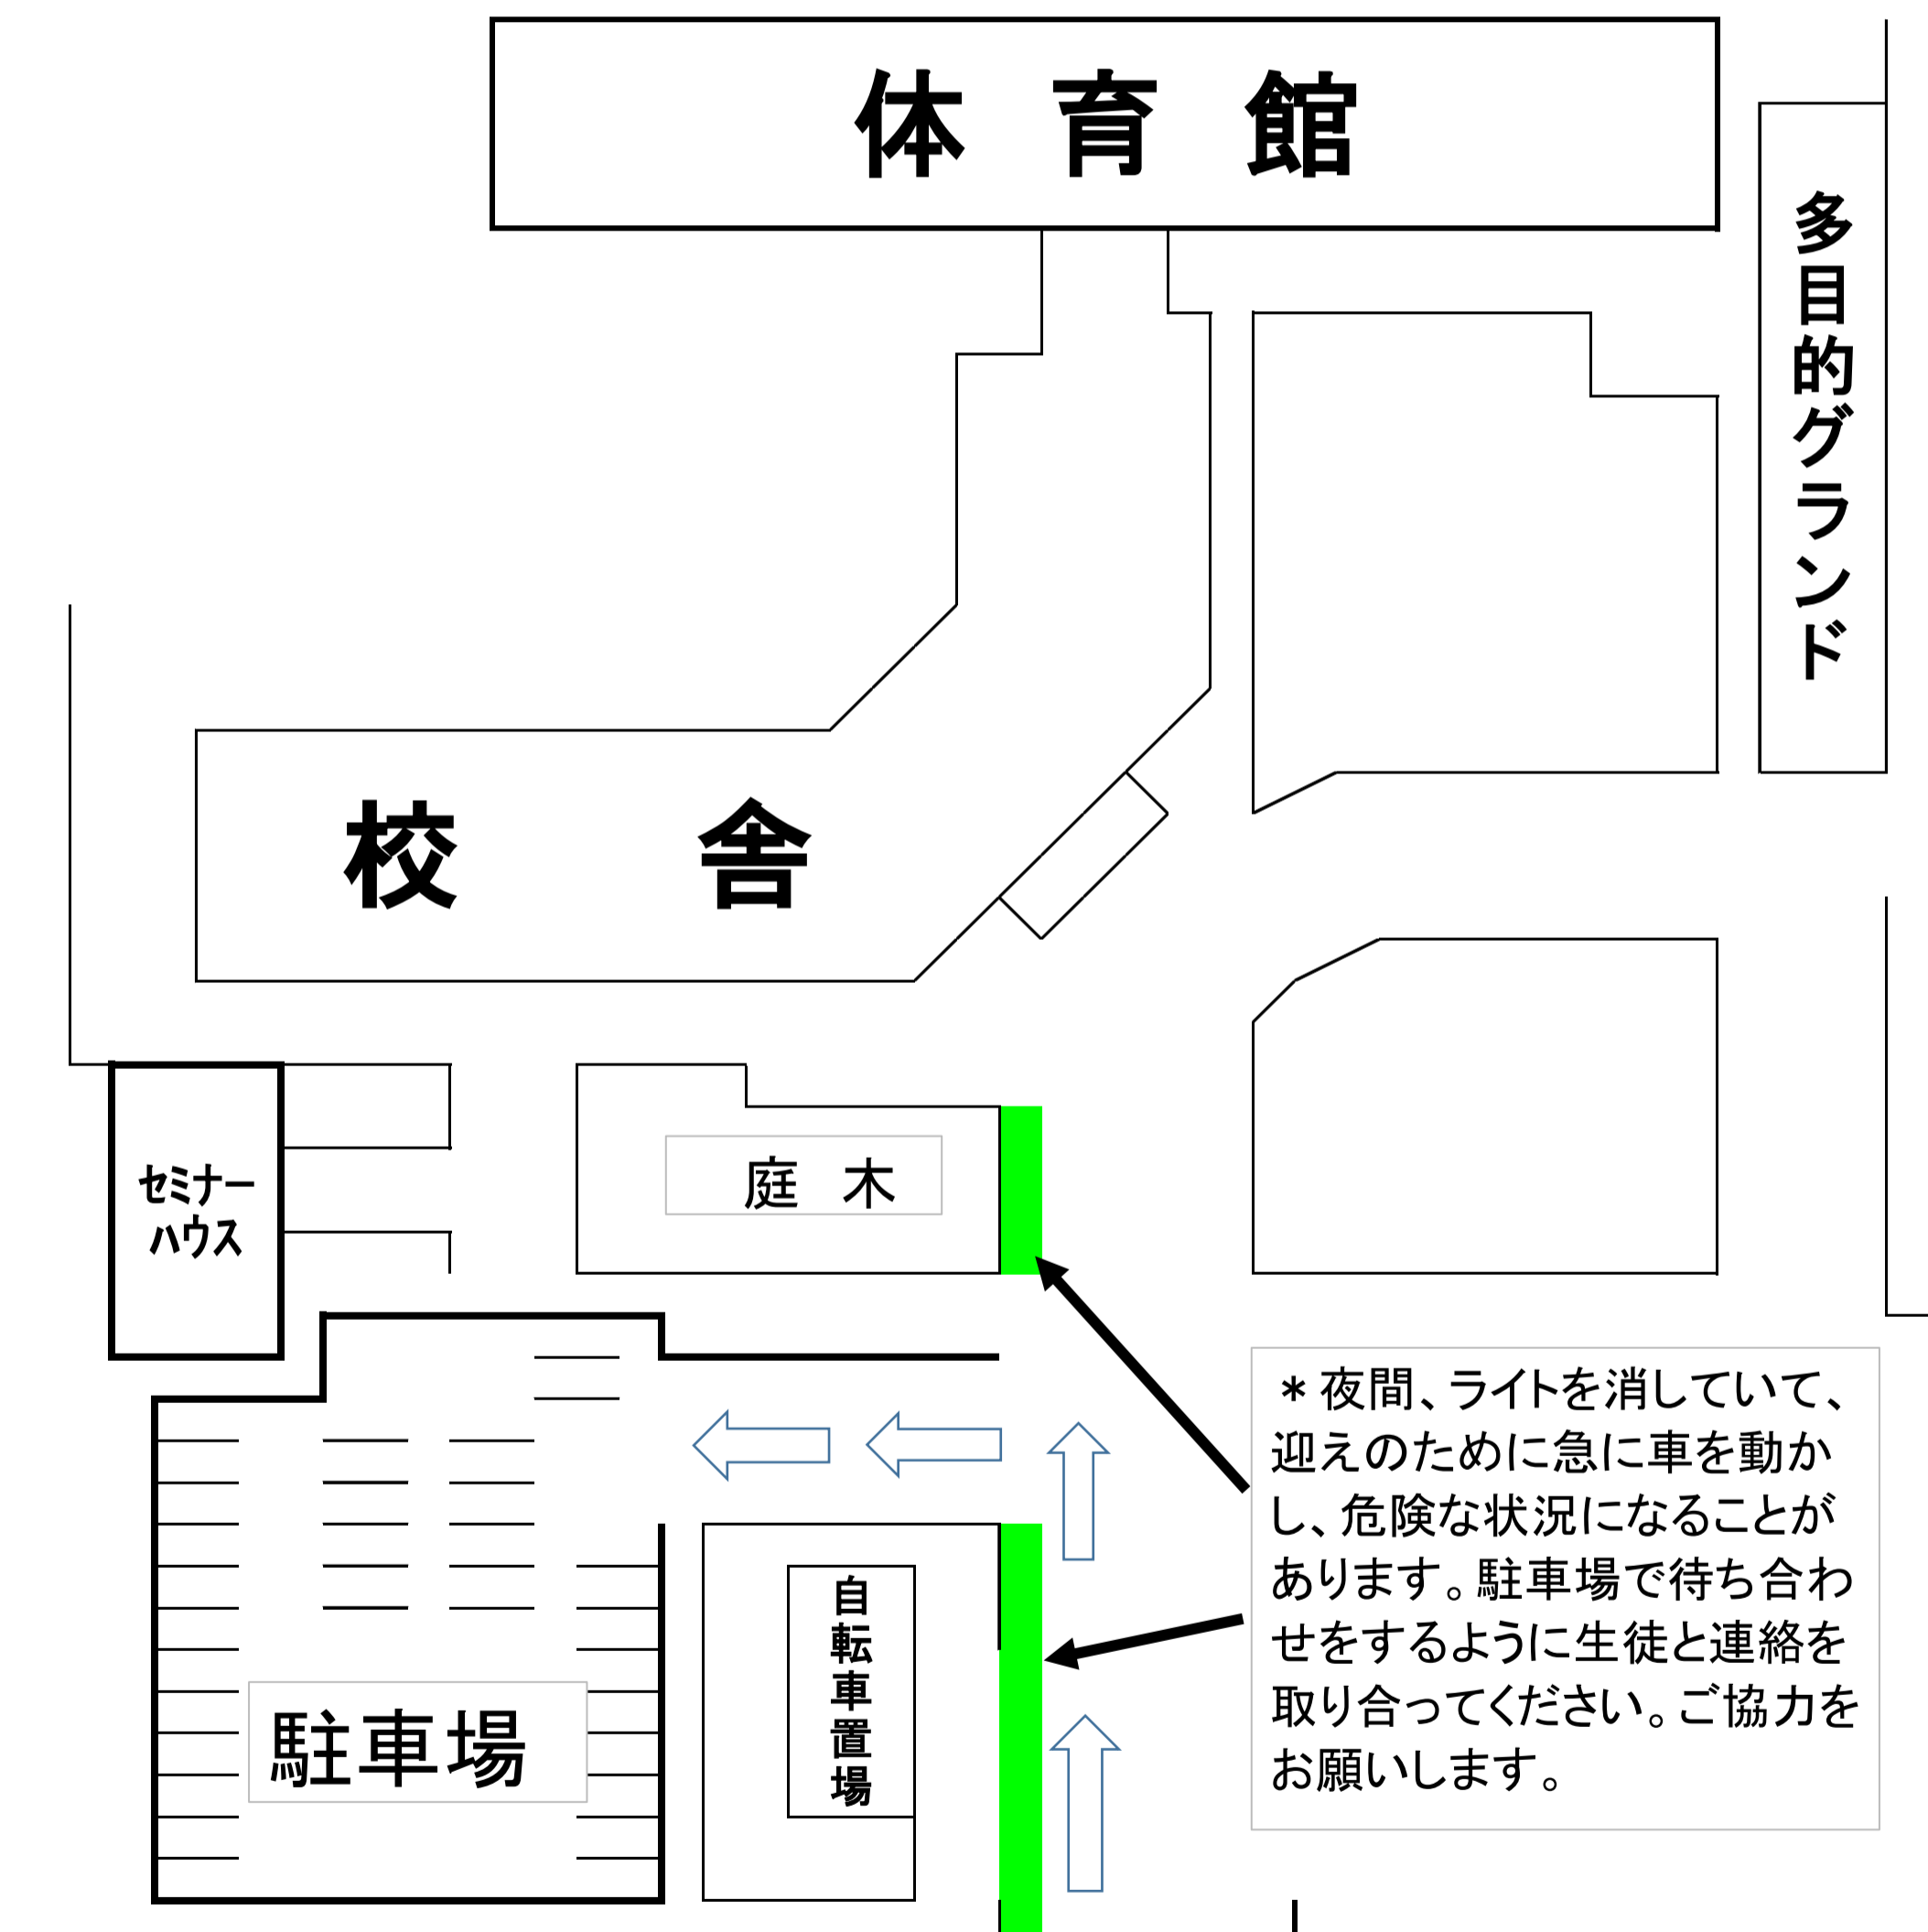 体育館
多目的グランド
校舎
庭木
セミナー
ハウス
＊夜間、ライトを消していて、
迎えのために急に車を動か
し、危険な状況になることが
あります。駐車場で待ち合わ
せをするように生徒と連絡を
取り合ってください。ご協力を
お願いします。
自転車置場
駐車場